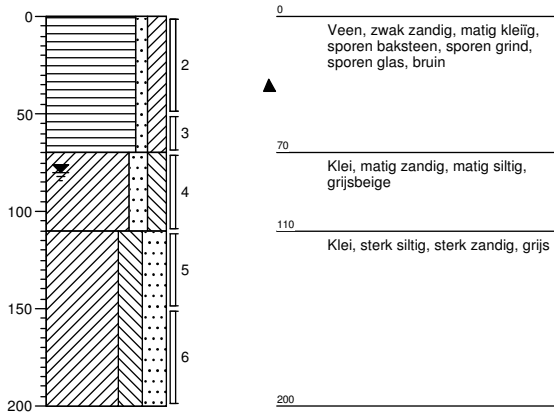 0
50
100
150
200
2
3
4
5
6
0
Veen, zwak zandig, matig kleiïg,
sporen baksteen, sporen grind,
sporen glas, bruin
70
Klei, matig zandig, matig siltig,
grijsbeige
110
Klei, sterk siltig, sterk zandig, grijs
200